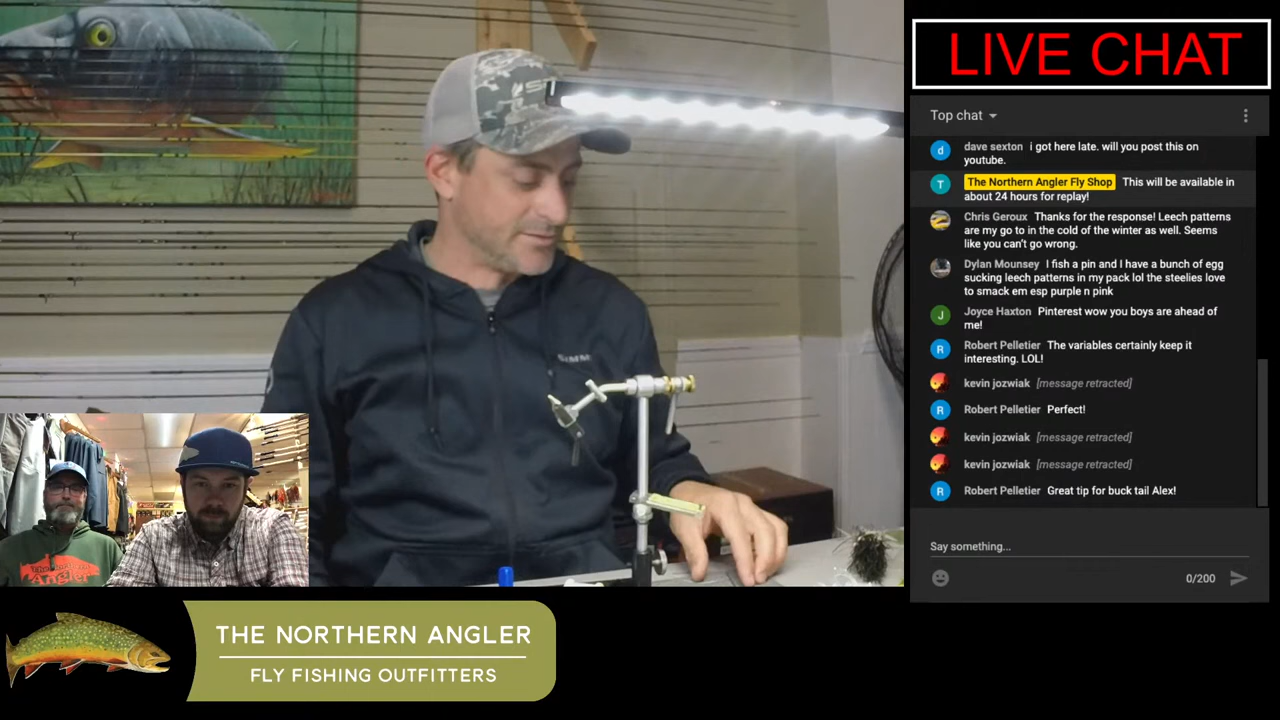 LIVE CHAT
Top chat
dave sexton i got here late. will you post this on
youtube.
The Northern Angler Fly Shop This will be available in
about 24 hours for replay!
Chris Geroux Thanks for the response! Leech patterns
are my go to in the cold of the winter as well. Seems
like you can't go wrong.
Dylan Mounsey I fish a pin and I have a bunch of egg
sucking leech patterns in my pack lol the steelies love
to smack em esp purple n pink
Joyce Haxton Pinterest wow you boys are ahead of
me!
Robert Pelletier The variables certainly keep it
interesting. LOL!
kevin jozwiak [message retracted]
Robert Pelletier Perfect!
kevin jozwiak [message retracted]
kevin jozwiak [message retracted]
Robert Pelletier Great tip for buck tail Alex!
Say something...
0/200
d
T
J
R
R
R
SIMM
The Northern
Angler
THE NORTHERN ANGLER
FLY FISHING OUTFITTERS